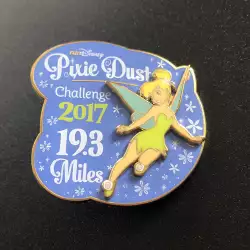 runDisney
Pixie Dust
Challenge
2017
19.3
Miles